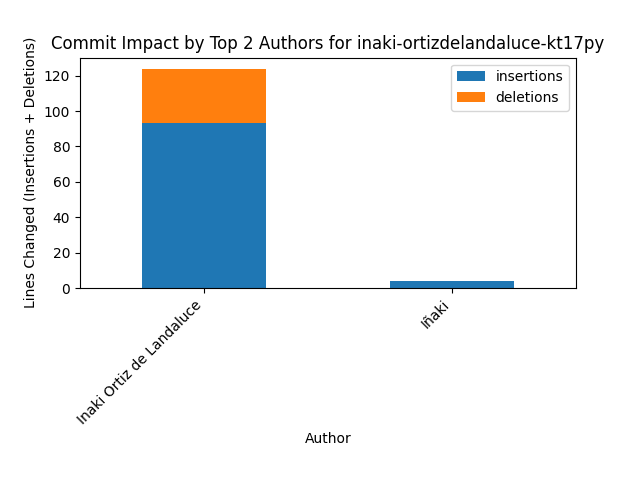 Commit Impact by Top 2 Authors for inaki-ortizdelandaluce-kt17py
insertions
deletions
Lines Changed (Insertions + Deletions)
120
100
80
60
40
20
0
Inaki Ortiz de Landaluce
Iñaki
Author